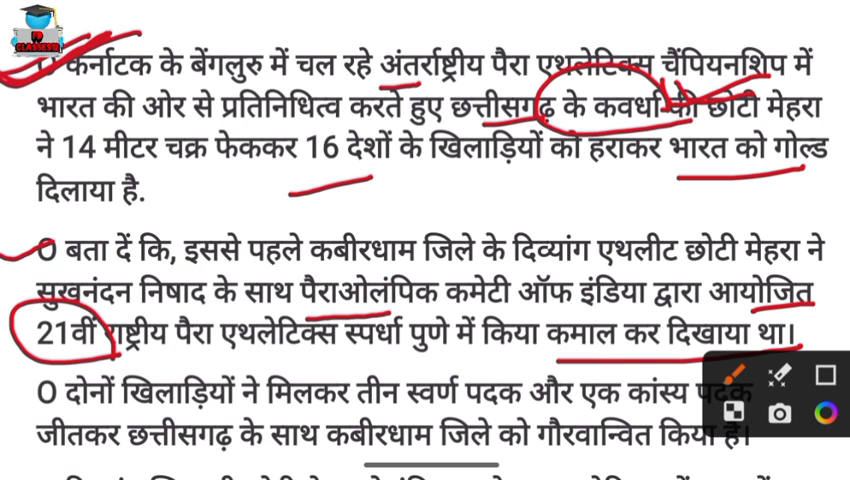 कर्नाटक के बेंगलुरु में चल रहे अंतर्राष्ट्रीय पैरा एथलेटिक्स चैंपियनशिप में
भारत की ओर से प्रतिनिधित्व करते हुए छत्तीसगढ़ के कवर्धा की छोटी मेहरा
ने 14 मीटर चक्र फेककर 16 देशों के खिलाड़ियों को हराकर भारत को गोल्ड
दिलाया है.
O बता दें कि, इससे पहले कबीरधाम जिले के दिव्यांग एथलीट छोटी मेहरा ने
सुखनंदन निषाद के साथ पैराओलंपिक कमेटी ऑफ इंडिया द्वारा आयोजित
21वीं राष्ट्रीय पैरा एथलेटिक्स स्पर्धा पुणे में किया कमाल कर दिखाया था।
O दोनों खिलाड़ियों ने मिलकर तीन स्वर्ण पदक और एक कांस्य पदक
जीतकर छत्तीसगढ़ के साथ कबीरधाम जिले को गौरवान्वित किया है।